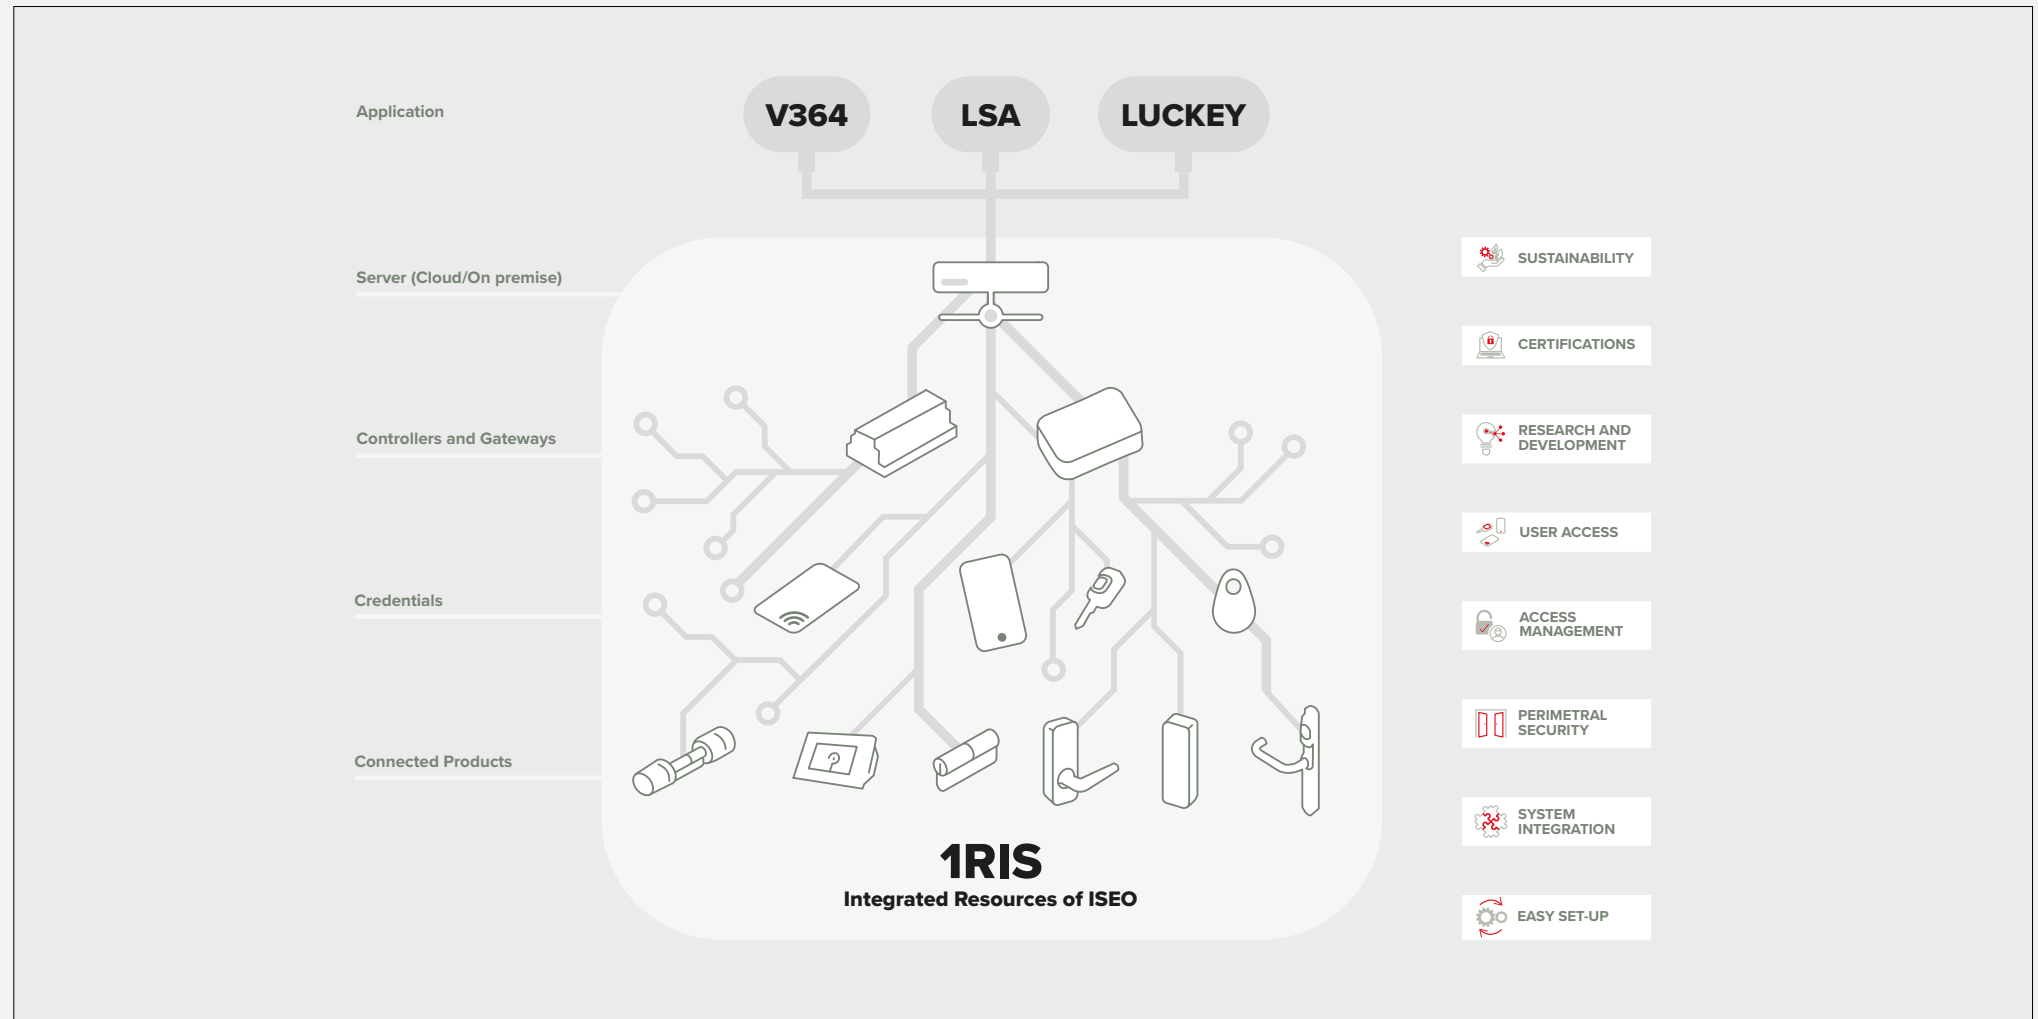 Application
V364
LSA
LUCKEY
Server (Cloud/On premise)
Controllers and Gateways
Credentials
Connected Products
1RIS
Integrated Resources of ISEO
SUSTAINABILITY
CERTIFICATIONS
RESEARCH AND
DEVELOPMENT
USER ACCESS
ACCESS
MANAGEMENT
PERIMETRAL
SECURITY
SYSTEM
INTEGRATION
EASY SET-UP